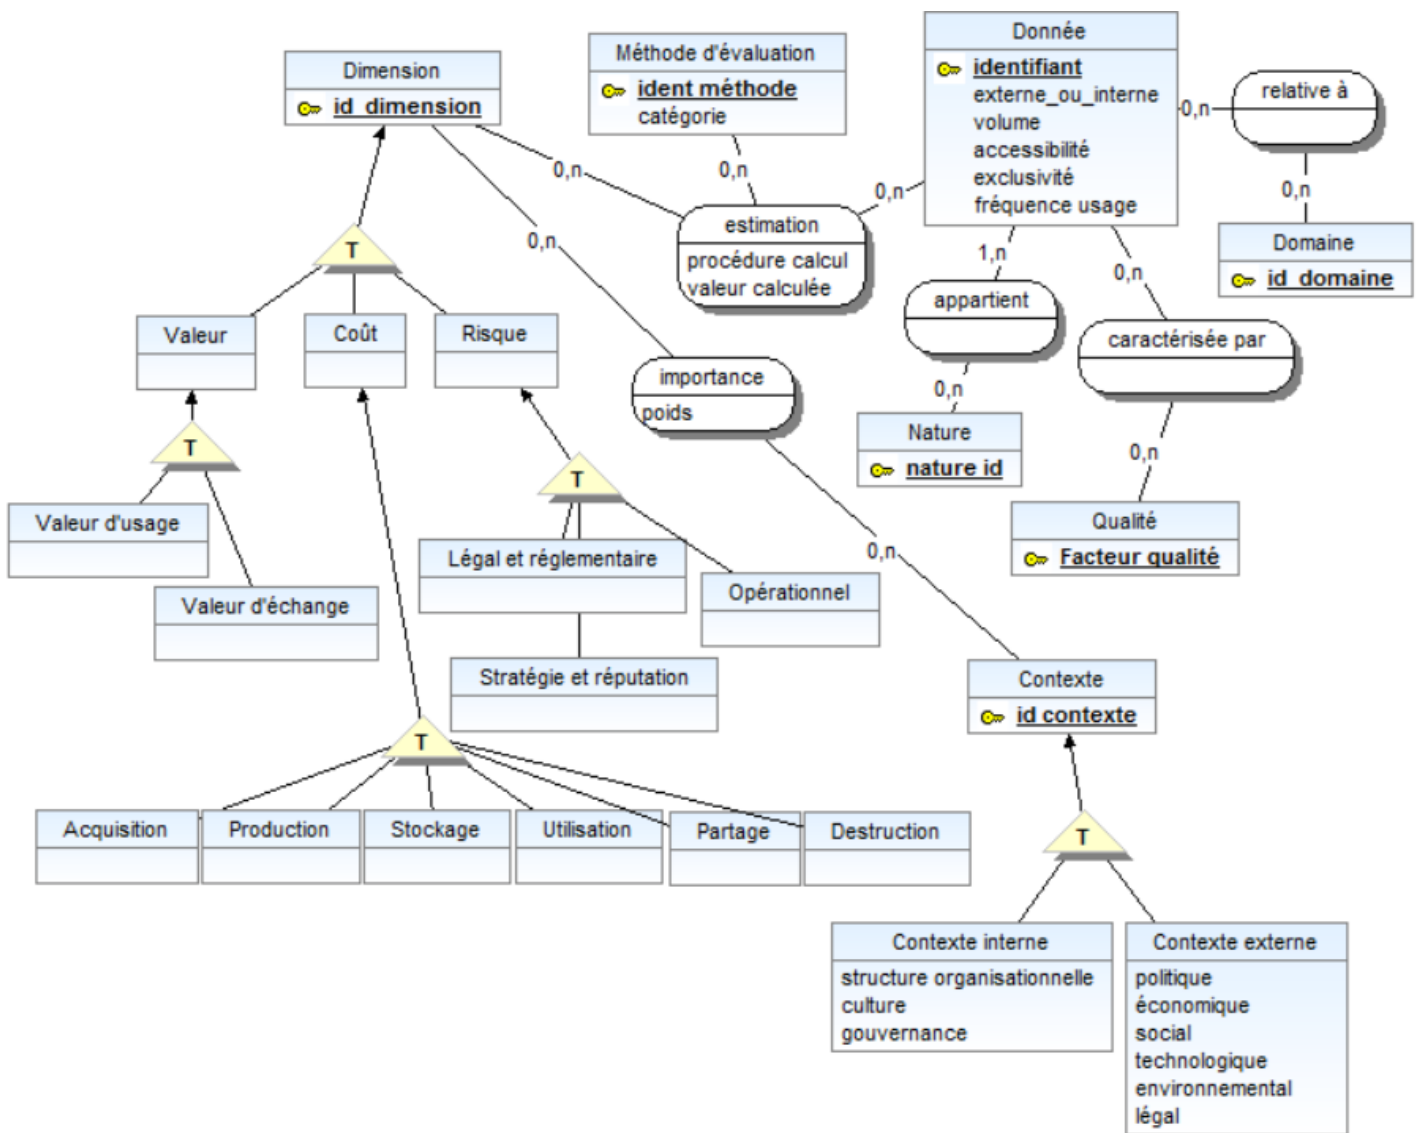 Donnée
identifiant
externe_ou_interne
volume
accessibilité
exclusivité
fréquence usage
Méthode d'évaluation
ident méthode
catégorie
Dimension
id_dimension
relative à
0,n
0,n
Domaine
id_domaine
0,n
0,n
0,n
estimation
procédure calcul
valeur calculée
0,n
1,n
0,n
appartient
caractérisée par
T
Valeur
Coût
Risque
importance
poids
0,n
0,n
Nature
nature id
Qualité
Facteur qualité
T
T
Valeur d'usage
Valeur d'échange
Légal et réglementaire
Opérationnel
Stratégie et réputation
0,n
Contexte
id contexte
T
Acquisition
Production
Stockage
Utilisation
Partage
Destruction
T
Contexte interne
structure organisationnelle
culture
gouvernance
Contexte externe
politique
économique
social
technologique
environnemental
légal